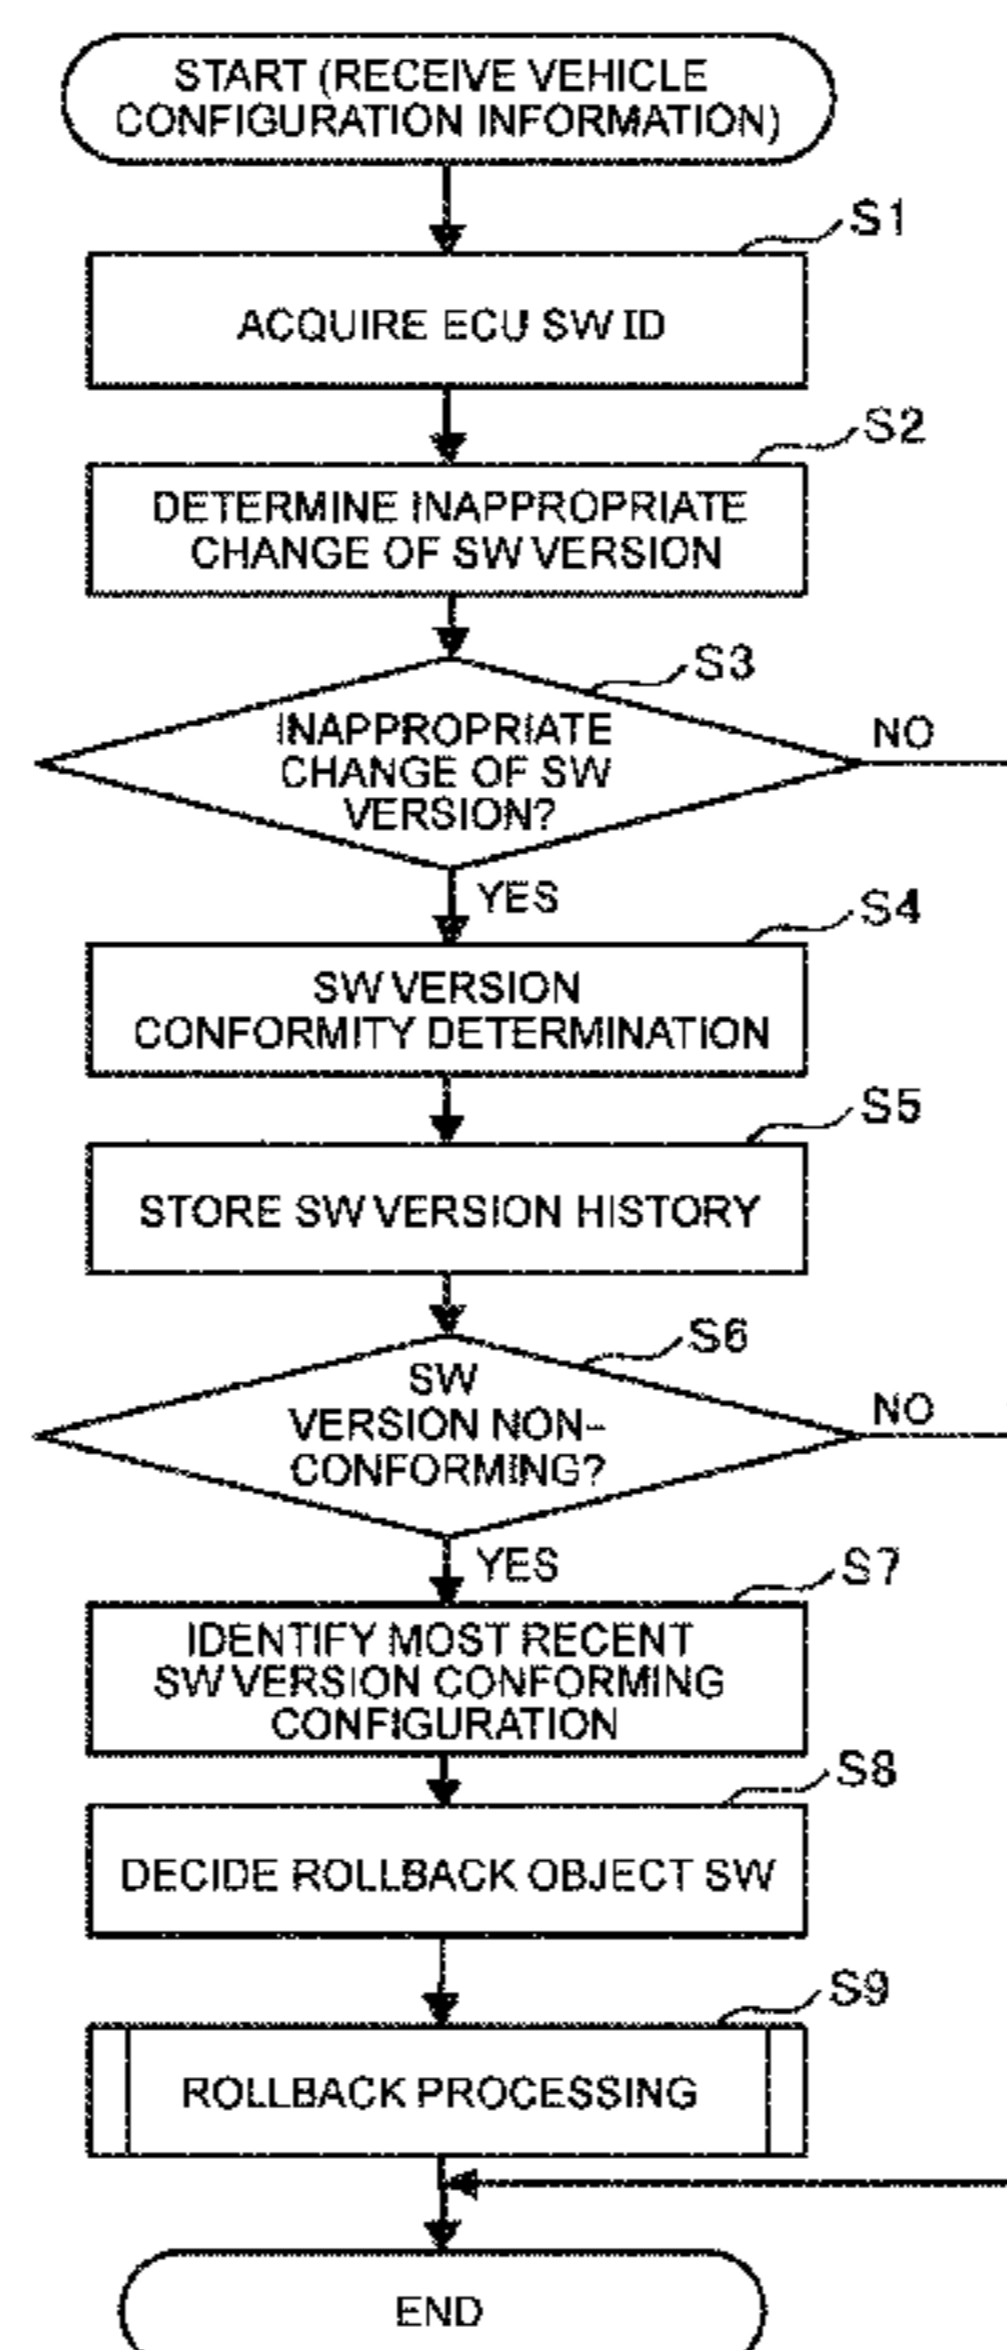 START (RECEIVE VEHICLE
CONFIGURATION INFORMATION)
S1
ACQUIRE ECU SW ID
S2
DETERMINE INAPPROPRIATE
CHANGE OF SW VERSION
S3
INAPPROPRIATE
CHANGE OF SW
VERSION?
NO
YES
S4
SW VERSION
CONFORMITY DETERMINATION
S5
STORE SW VERSION HISTORY
S6
SW
VERSION NON-
CONFORMING?
NO
YES
S7
IDENTIFY MOST RECENT
SW VERSION CONFORMING
CONFIGURATION
S8
DECIDE ROLLBACK OBJECT SW
S9
ROLLBACK PROCESSING
END